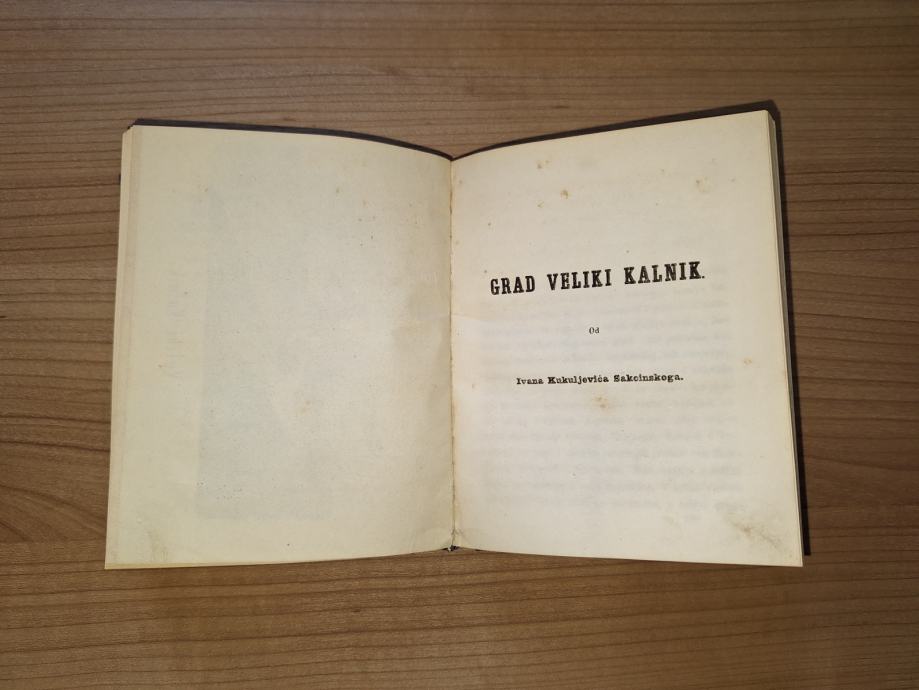 GRAD VELIKI KALNIK.
Od
Ivana Kukuljevića Sakcinskoga.